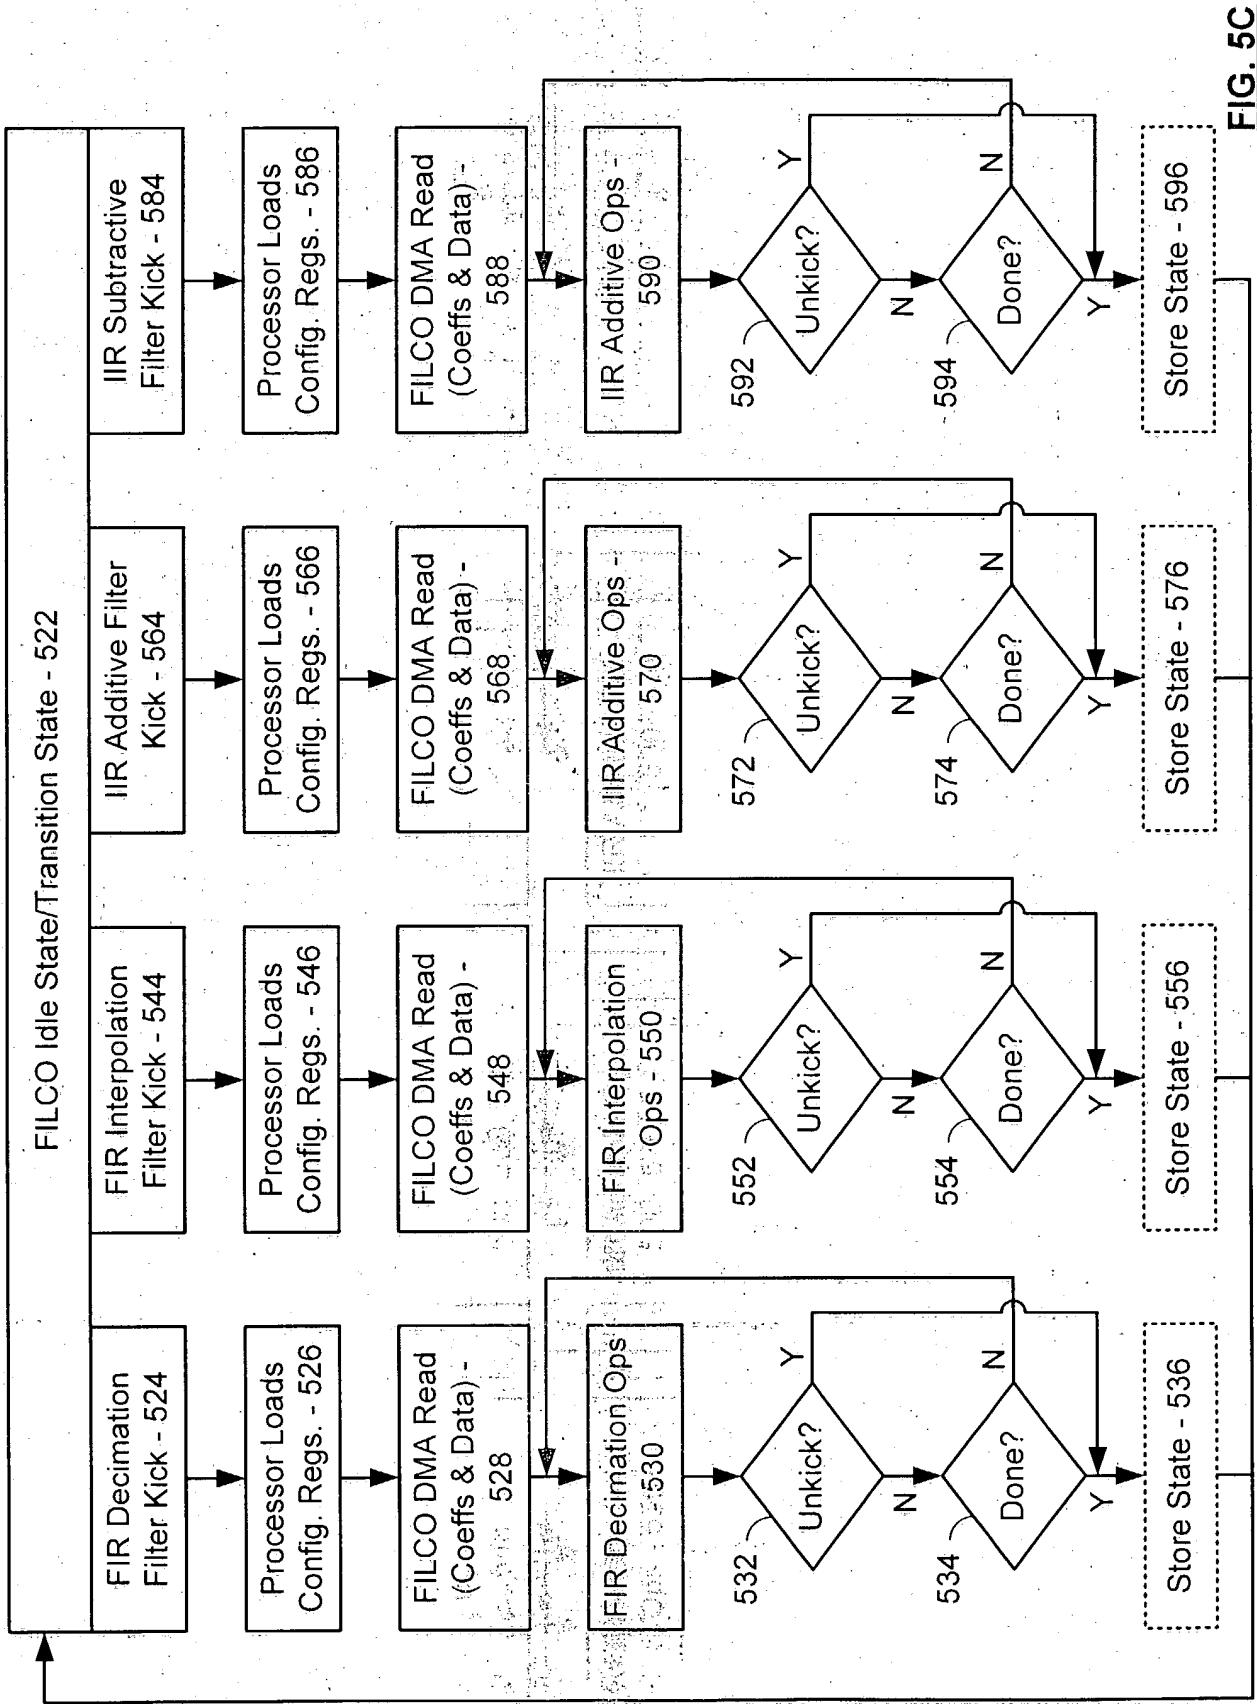 FILCO Idle State/Transition State - 522
FIR Decimation
Filter Kick - 524
Processor Loads
Config. Regs. - 526
FILCO DMA Read
(Coeffs & Data) -
528
FIR Decimation Ops
- 530
Unkick?
532
Y
N
Done?
534
N
Y
Store State - 536
FIR Interpolation
Filter Kick - 544
Processor Loads
Config. Regs. - 546
FILCO DMA Read
(Coeffs & Data) -
548
FIR Interpolation
Ops - 550
Unkick?
552
Y
N
Done?
554
N
Y
Store State - 556
IIR Additive Filter
Kick - 564
Processor Loads
Config. Regs. - 566
FILCO DMA Read
(Coeffs & Data) -
568
IIR Additive Ops -
570
Unkick?
572
Y
N
Done?
574
N
Y
Store State - 576
IIR Subtractive
Filter Kick - 584
Processor Loads
Config. Regs. - 586
FILCO DMA Read
(Coeffs & Data) -
588
IIR Additive Ops -
590
Unkick?
592
Y
N
Done?
594
N
Y
Store State - 596
FIG. 5C